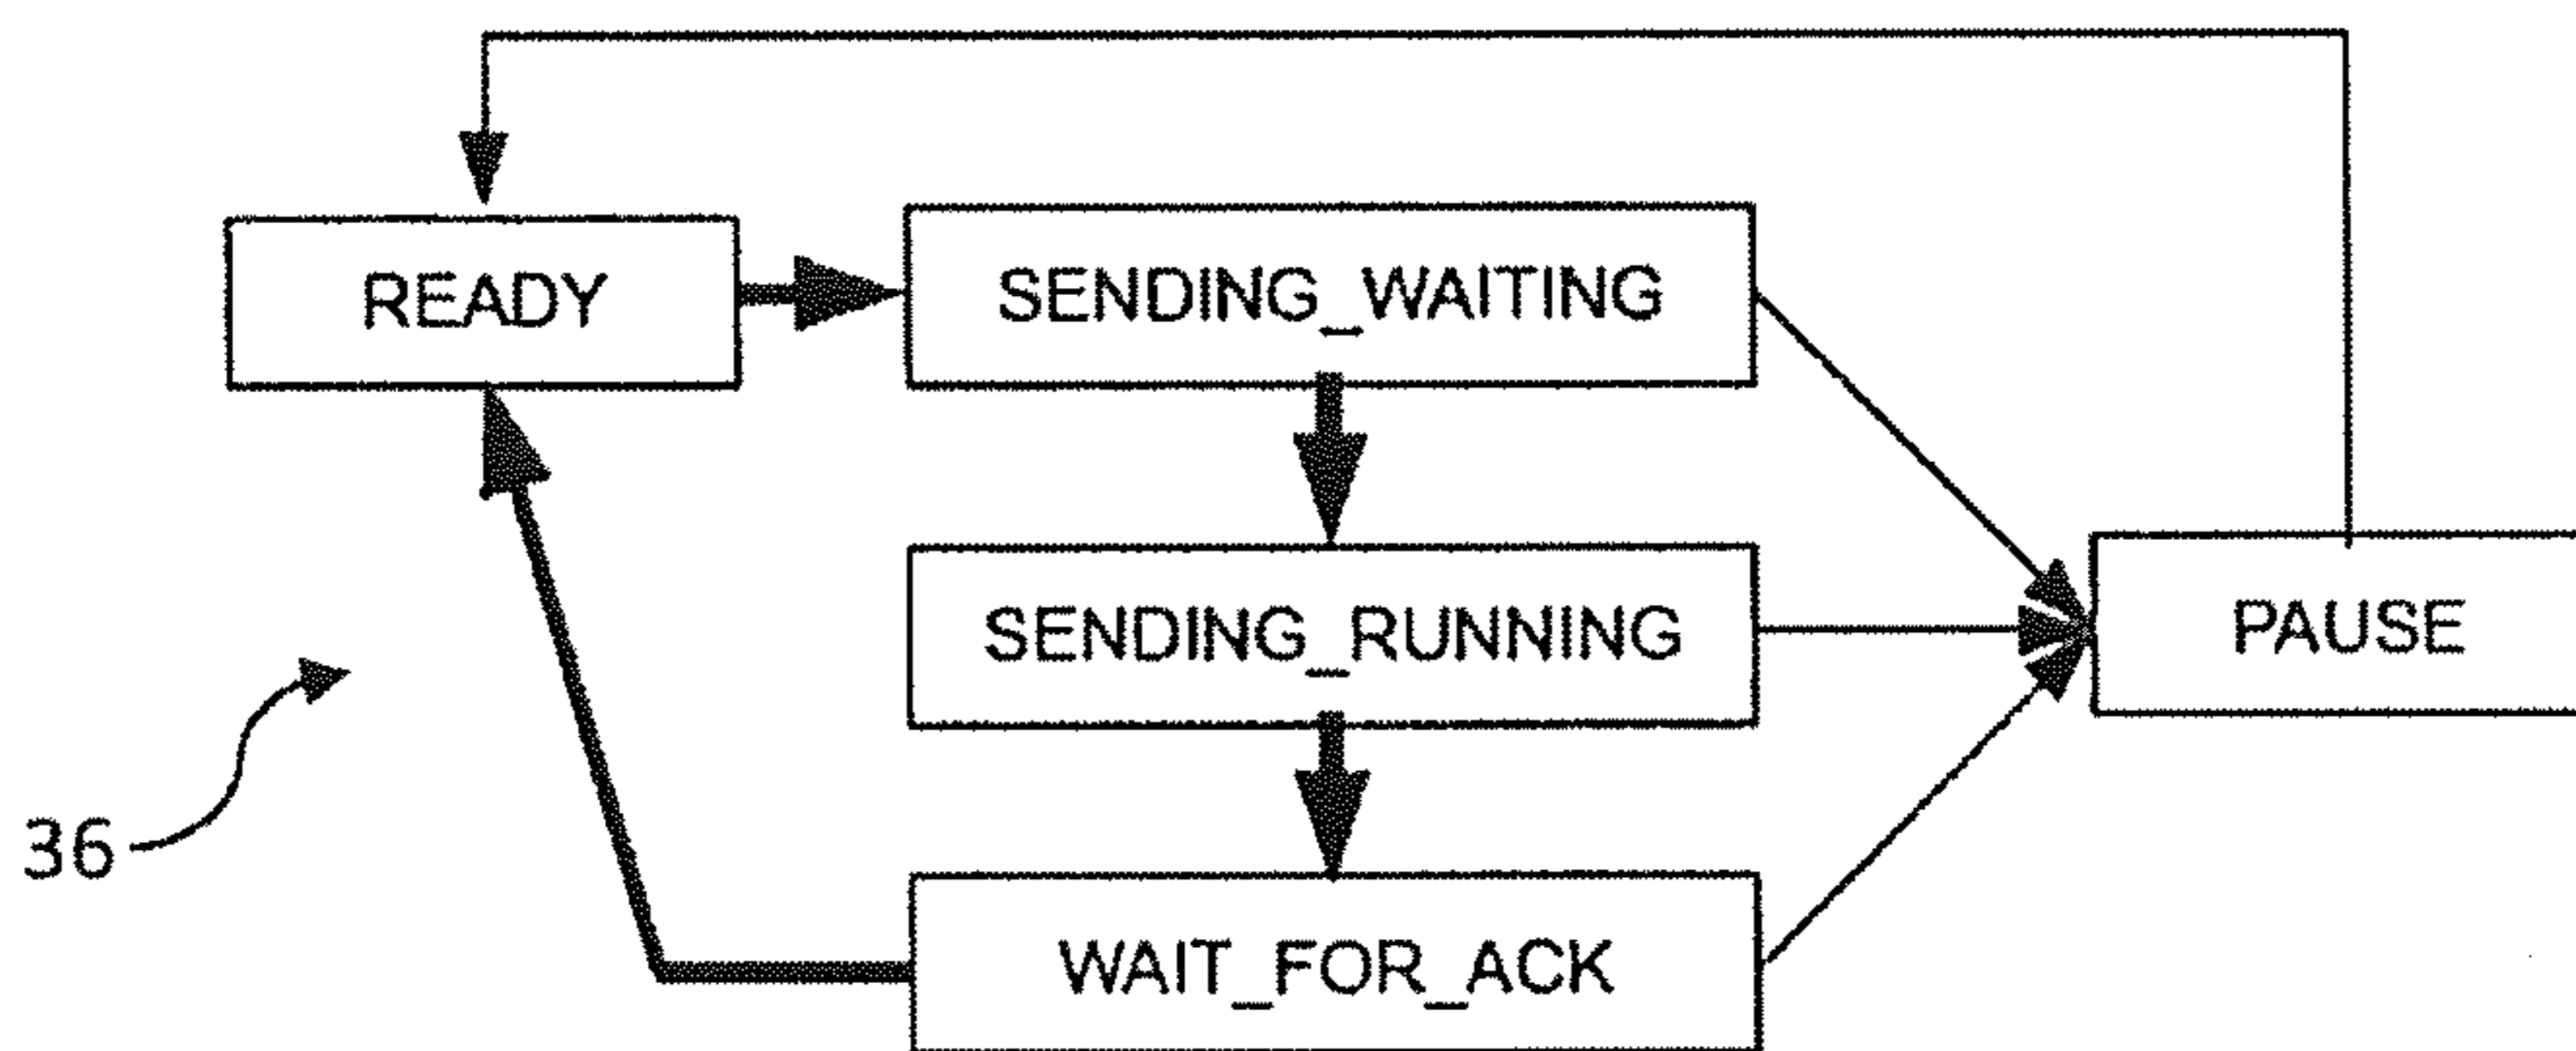 READY
SENDING_WAITING
SENDING_RUNNING
PAUSE
36
WAIT_FOR_ACK